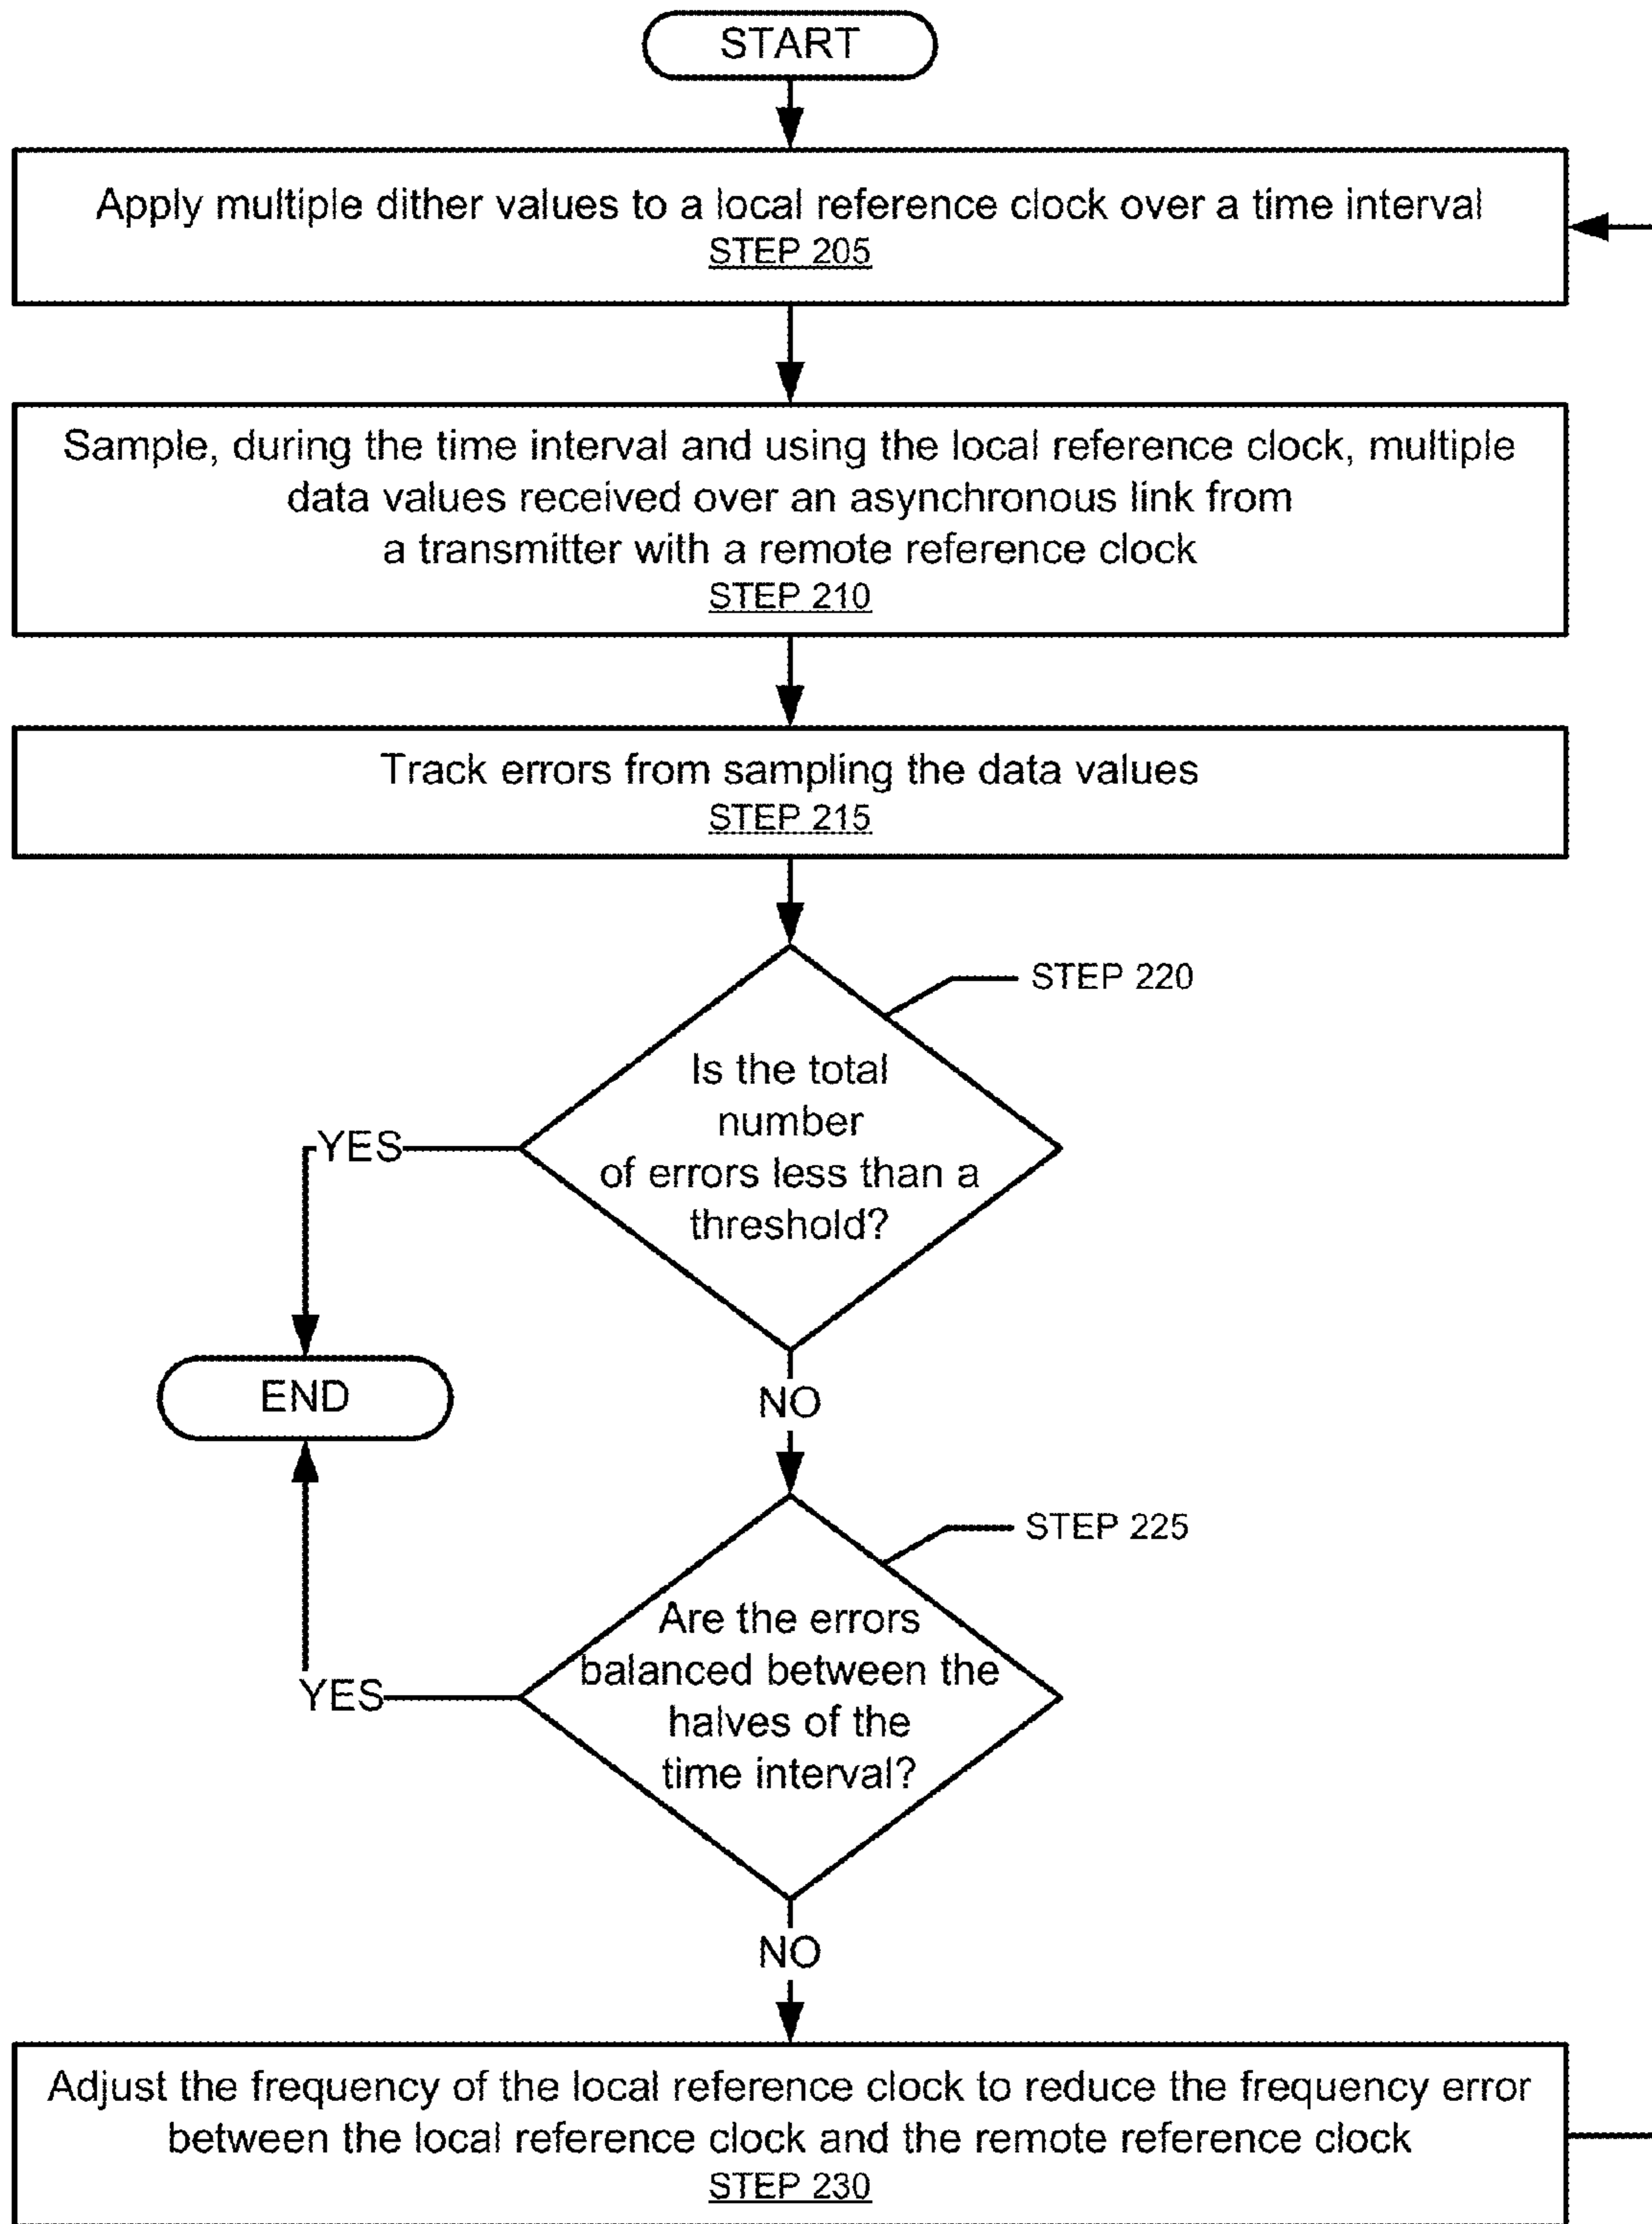 START
Apply multiple dither values to a local reference clock over a time interval
STEP 205
Sample, during the time interval and using the local reference clock, multiple
data values received over an asynchronous link from
a transmitter with a remote reference clock
STEP 210
Track errors from sampling the data values
STEP 215
STEP 220
Is the total
number
of errors less than a
threshold?
YES
END
NO
STEP 225
Are the errors
balanced between the
halves of the
time interval?
YES
NO
Adjust the frequency of the local reference clock to reduce the frequency error
between the local reference clock and the remote reference clock
STEP 230